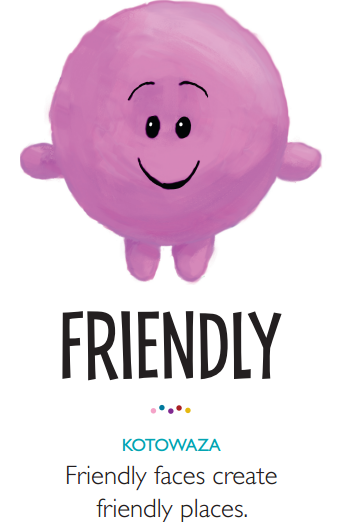 FRIENDLY
KOTOWAZA
Friendly faces create
friendly places.